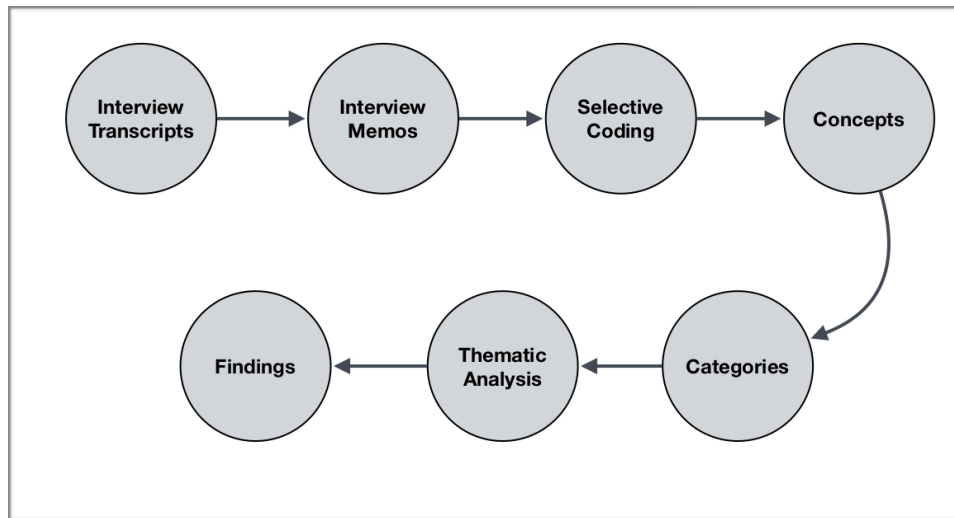 Interview
Transcripts
Interview
Memos
Selective
Coding
Concepts
Categories
Thematic
Analysis
Findings